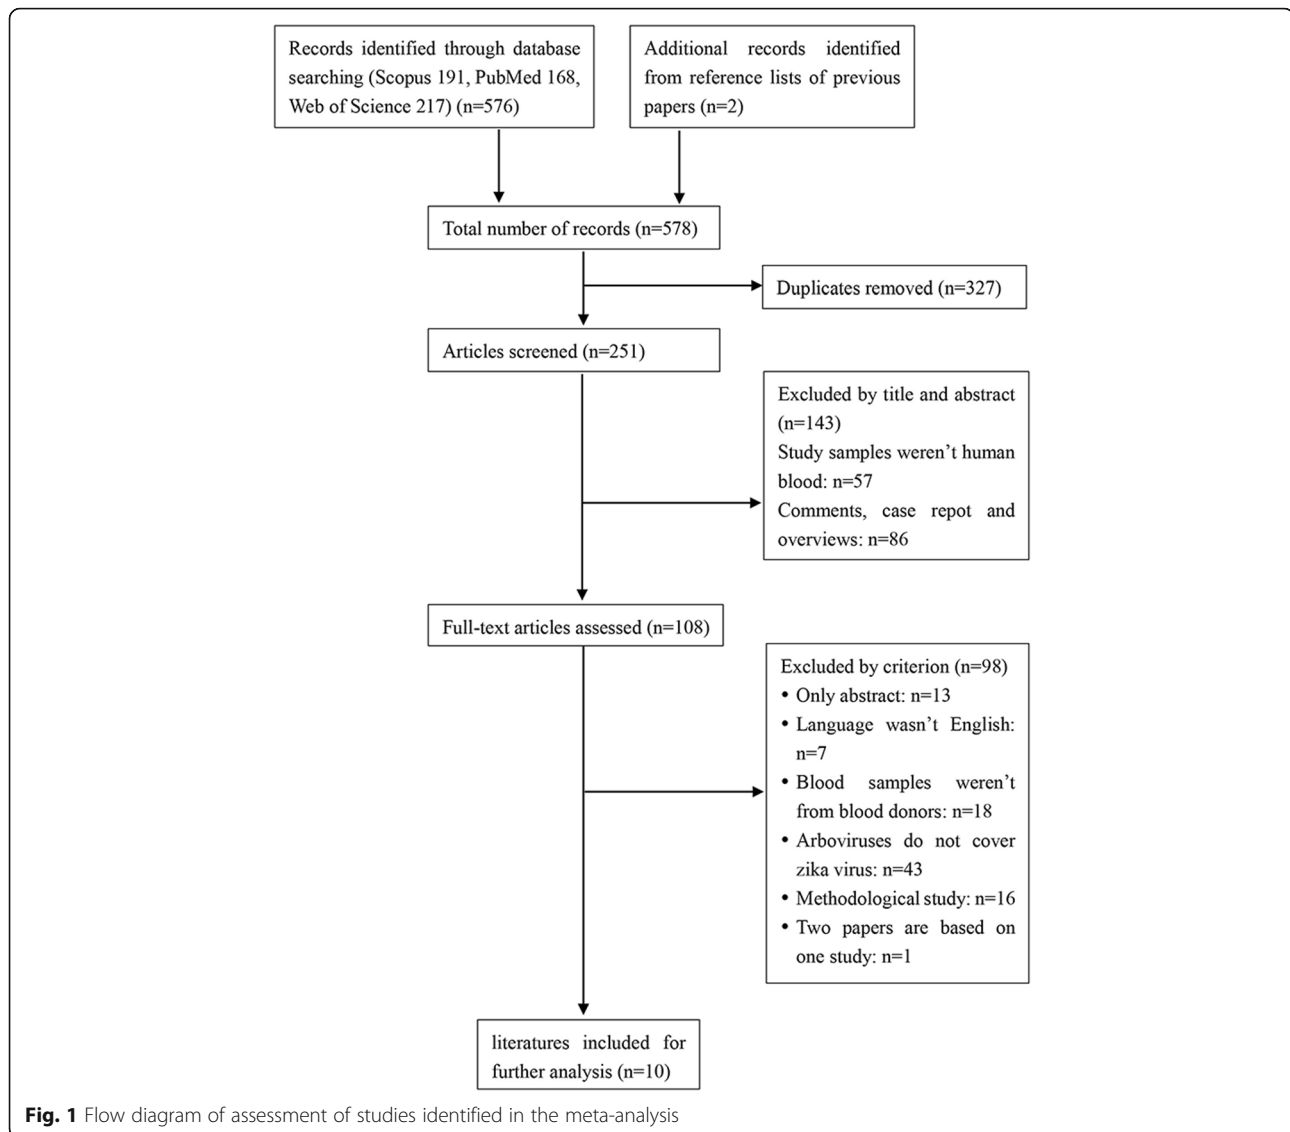 Records identified through database
searching (Scopus 191, PubMed 168,
Web of Science 217) (n=576)
Additional records identified
from reference lists of previous
papers (n=2)
Total number of records (n=578)
Duplicates removed (n=327)
Articles screened (n=251)
Excluded by title and abstract
(n=143)
Study samples weren't human
blood: n=57
Comments, case repot and
overviews: n=86
Full-text articles assessed (n=108)
Excluded by criterion (n=98)
• Only abstract: n=13
• Language wasn't English:
n=7
• Blood samples weren't
from blood donors: n=18
• Arboviruses do not cover
zika virus: n=43
• Methodological study: n=16
• Two papers are based on
one study: n=1
literatures included for
further analysis (n=10)
Fig. 1 Flow diagram of assessment of studies identified in the meta-analysis